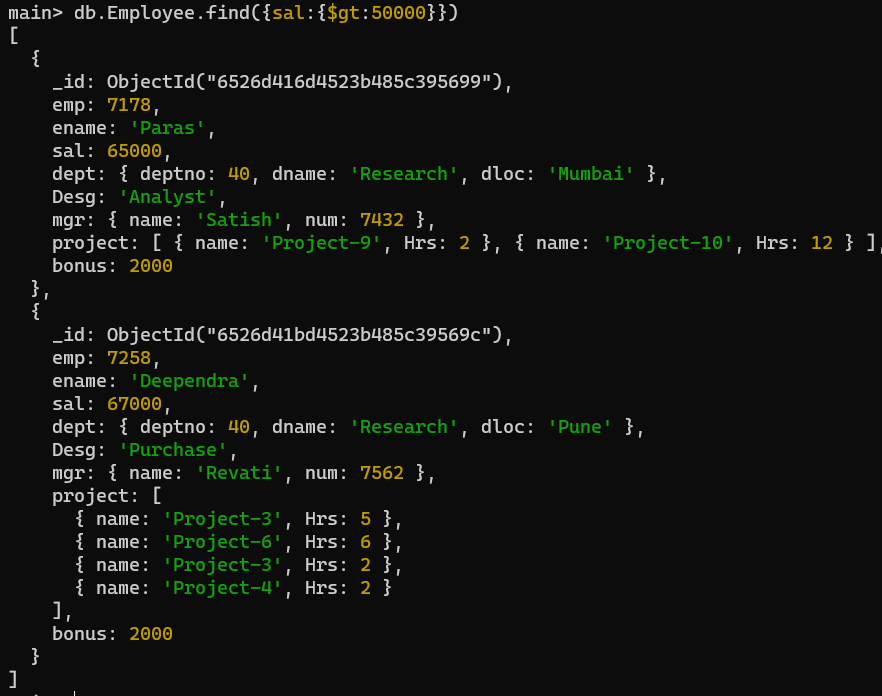 main> db.Employee.find({sal:{$gt:50000}})
[
  {
    _id: ObjectId("6526d416d4523b485c395699"),
    emp: 7178,
    ename: 'Paras',
    sal: 65000,
    dept: { deptno: 40, dname: 'Research', dloc: 'Mumbai' },
    Desg: 'Analyst',
    mgr: { name: 'Satish', num: 7432 },
    project: [ { name: 'Project-9', Hrs: 2 }, { name: 'Project-10', Hrs: 12 } ],
    bonus: 2000
  },
  {
    _id: ObjectId("6526d41bd4523b485c39569c"),
    emp: 7258,
    ename: 'Deependra',
    sal: 67000,
    dept: { deptno: 40, dname: 'Research', dloc: 'Pune' },
    Desg: 'Purchase',
    mgr: { name: 'Revati', num: 7562 },
    project: [
      { name: 'Project-3', Hrs: 5 },
      { name: 'Project-6', Hrs: 6 },
      { name: 'Project-3', Hrs: 2 },
      { name: 'Project-4', Hrs: 2 }
    ],
    bonus: 2000
  }
]